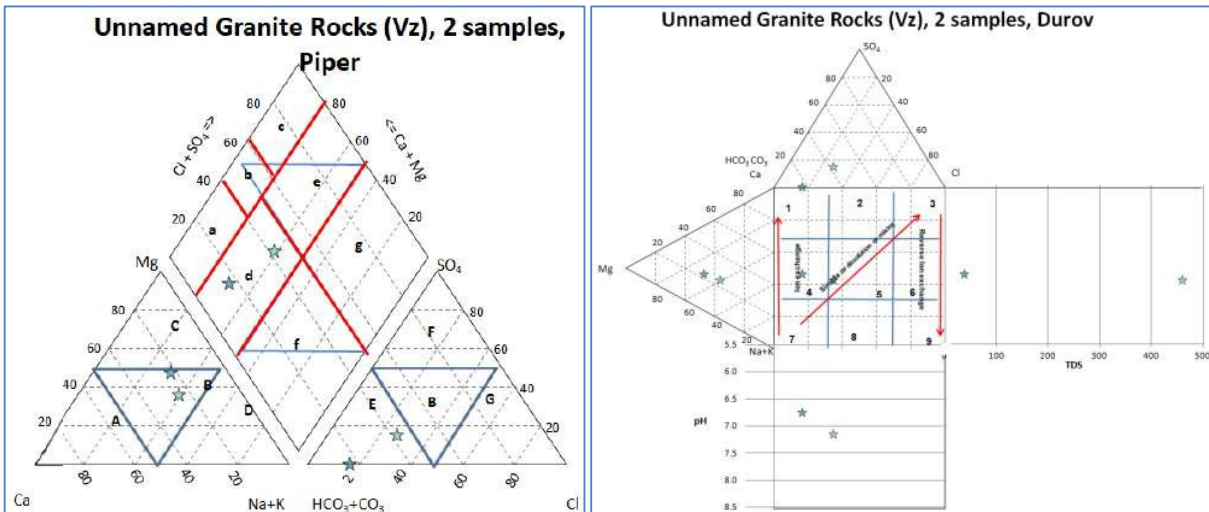 Unnamed Granite Rocks (Vz), 2 samples,
Piper
80
80
c
60
60
Cl + SO₄ =>
<= Ca + Mg
b
e
40
40
20
20
a
g
d
Mg
SO₄
f
80
80
C
F
60
60
40
40
B
D
E
B
G
A
20
20
80
60
40
20
2
40
60
80
Ca
Na+K
HCO₃+CO₃
Cl
Unnamed Granite Rocks (Vz), 2 samples, Durov
SO₄
80
20
60
40
40
60
20
80
HCO₃ CO₃
Ca
Cl
80
60
40
20
1
2
3
Ion exchange
Reverse Ion exchange
Mg
4
5
6
7
8
9
80
60
40
20
Na+K
5.5
6.0
6.5
pH
7.0
7.5
8.0
8.5
100
200
300
400
500
TDS